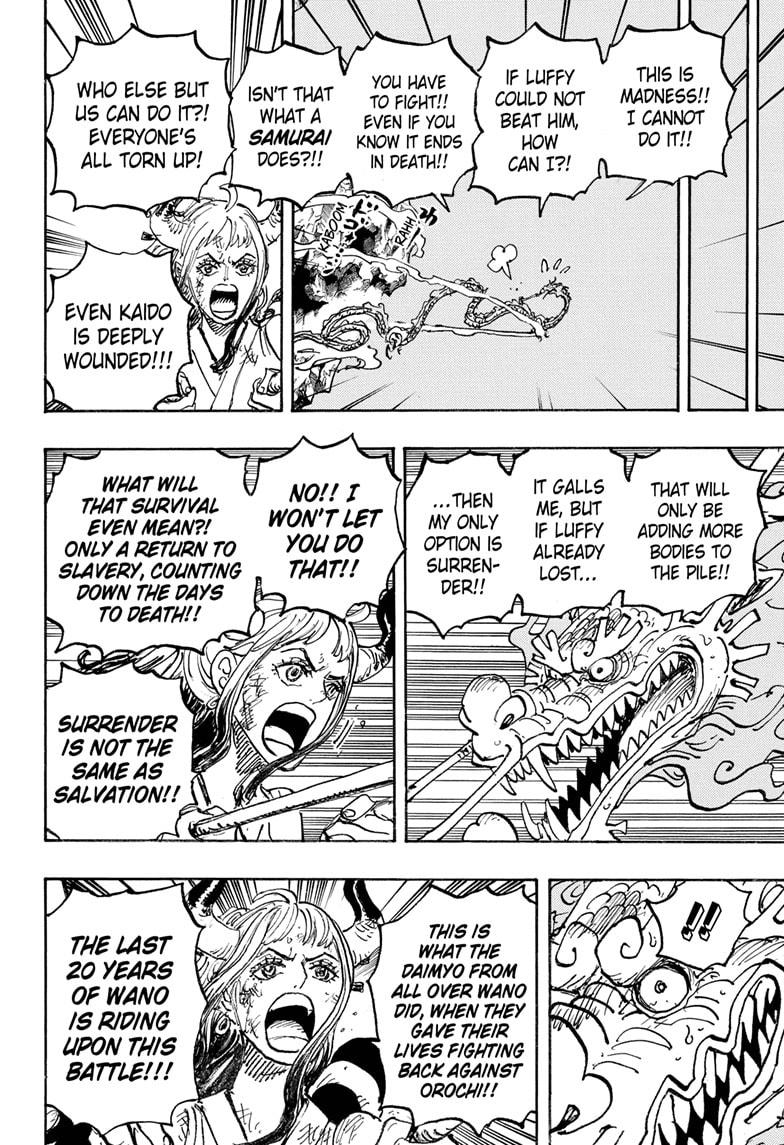 THIS IS
MADNESS!!
I CANNOT
DO IT!!
IF LUFFY
COULD NOT
BEAT HIM,
HOW
CAN I?!
YOU HAVE
TO FIGHT!!
EVEN IF YOU
KNOW IT ENDS
IN DEATH!!
ISN'T THAT
WHAT A
SAMURAI
DOES?!!
KABOOM
RAHH
WHO ELSE BUT
US CAN DO IT?!
EVERYONE'S
ALL TORN UP!
EVEN KAIDO
IS DEEPLY
WOUNDED!!!
THAT WILL
ONLY BE
ADDING MORE
BODIES TO
THE PILE!!
IT GALLS
ME, BUT
IF LUFFY
ALREADY
LOST...
...THEN
MY ONLY
OPTION IS
SURREN-
DER!!
NO!! I
WON'T LET
YOU DO
THAT!!
WHAT WILL
THAT SURVIVAL
EVEN MEAN?!
ONLY A RETURN TO
SLAVERY, COUNTING
DOWN THE DAYS
TO DEATH!!
SURRENDER
IS NOT THE
SAME AS
SALVATION!!
!!
THIS IS
WHAT THE
DAIMYO FROM
ALL OVER WANO
DID, WHEN THEY
GAVE THEIR
LIVES FIGHTING
BACK AGAINST
OROCHI!!
THE LAST
20 YEARS
OF WANO
IS RIDING
UPON THIS
BATTLE!!!